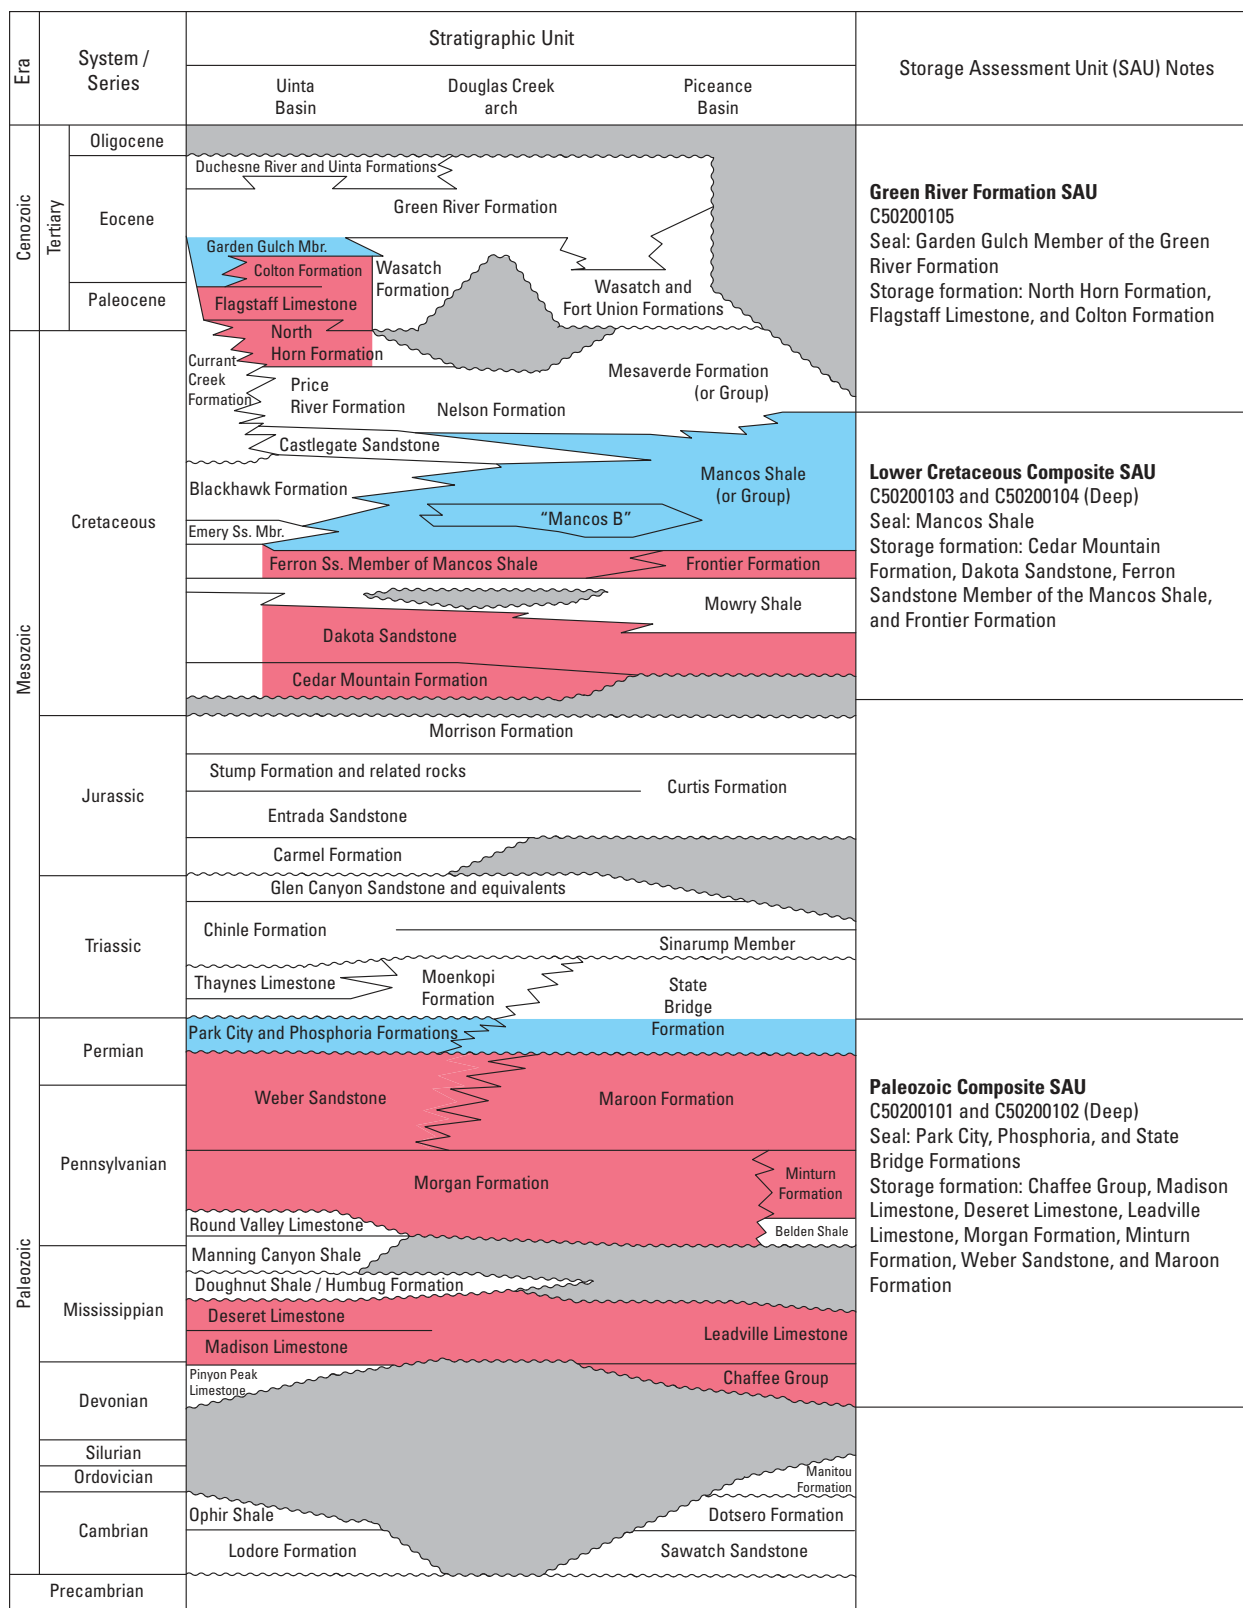 Era
System /
Series
Stratigraphic Unit
Uinta
Basin
Douglas Creek
arch
Piceance
Basin
Storage Assessment Unit (SAU) Notes
Cenozoic
Tertiary
Oligocene
Eocene
Paleocene
Duchesne River and Uinta Formations
Green River Formation
Garden Gulch Mbr.
Colton Formation
Flagstaff Limestone
Wasatch
Formation
Wasatch and
Fort Union Formations
North
Horn Formation
Green River Formation SAU
C50200105
Seal: Garden Gulch Member of the Green
River Formation
Storage formation: North Horn Formation,
Flagstaff Limestone, and Colton Formation
Mesozoic
Cretaceous
Currant
Creek
Formation
Price
River Formation
Nelson Formation
Mesaverde Formation
(or Group)
Castlegate Sandstone
Blackhawk Formation
Mancos Shale
(or Group)
“Mancos B”
Emery Ss. Mbr.
Ferron Ss. Member of Mancos Shale
Frontier Formation
Mowry Shale
Dakota Sandstone
Cedar Mountain Formation
Lower Cretaceous Composite SAU
C50200103 and C50200104 (Deep)
Seal: Mancos Shale
Storage formation: Cedar Mountain
Formation, Dakota Sandstone, Ferron
Sandstone Member of the Mancos Shale,
and Frontier Formation
Jurassic
Morrison Formation
Stump Formation and related rocks
Curtis Formation
Entrada Sandstone
Carmel Formation
Glen Canyon Sandstone and equivalents
Triassic
Chinle Formation
Sinarump Member
Thaynes Limestone
Moenkopi
Formation
State
Bridge
Formation
Paleozoic
Permian
Park City and Phosphoria Formations
Weber Sandstone
Maroon Formation
Pennsylvanian
Morgan Formation
Minturn
Formation
Round Valley Limestone
Belden Shale
Paleozoic Composite SAU
C50200101 and C50200102 (Deep)
Seal: Park City, Phosphoria, and State
Bridge Formations
Storage formation: Chaffee Group, Madison
Limestone, Deseret Limestone, Leadville
Limestone, Morgan Formation, Minturn
Formation, Weber Sandstone, and Maroon
Formation
Mississippian
Manning Canyon Shale
Doughnut Shale / Humbug Formation
Deseret Limestone
Madison Limestone
Leadville Limestone
Devonian
Pinyon Peak
Limestone
Chaffee Group
Silurian
Ordovician
Manitou
Formation
Cambrian
Ophir Shale
Dotsero Formation
Lodore Formation
Sawatch Sandstone
Precambrian